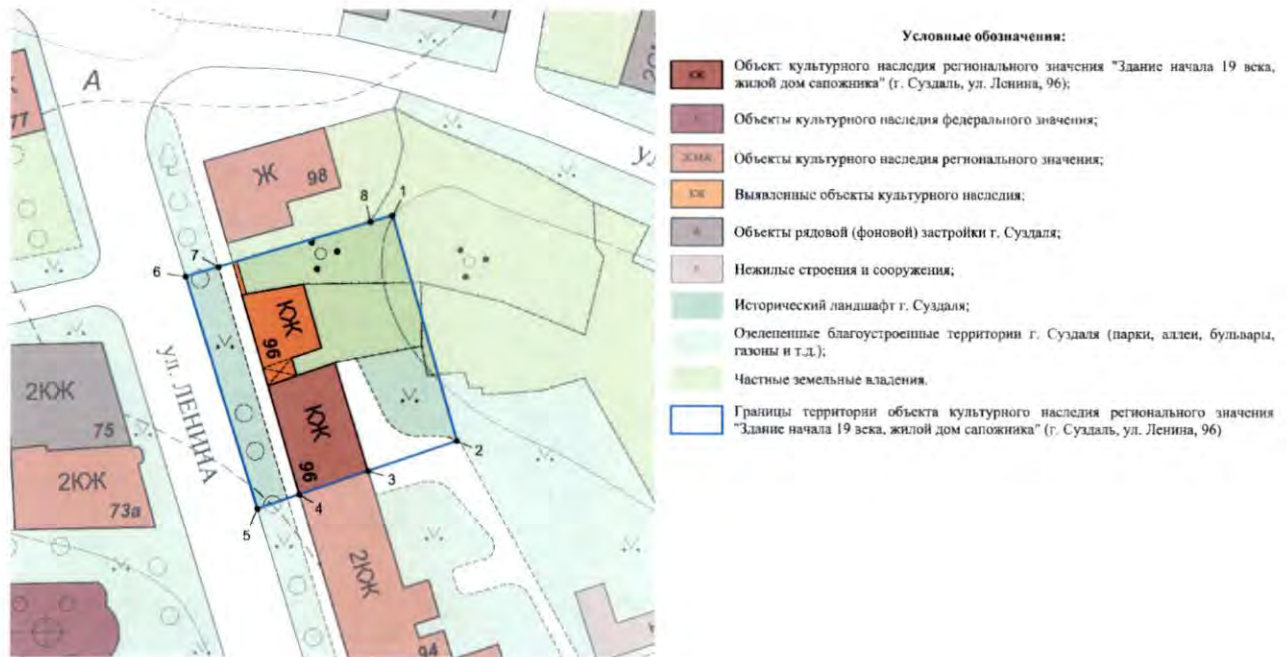 А
77
Ж
98
1
8
7
6
КЖ
96
ул. ЛЕНИНА
2КЖ
75
2КЖ
73а
КЖ
96
2
3
4
5
2КЖ
94
Условные обозначения:
КЖ
Объект культурного наследия регионального значения "Здание начала 19 века,
жилой дом сапожника" (г. Суздаль, ул. Ленина, 96);
Объекты культурного наследия федерального значения;
Объекты культурного наследия регионального значения;
КЖ
Выявленные объекты культурного наследия;
Объекты рядовой (фоновой) застройки г. Суздаля;
Нежилые строения и сооружения;
Исторический ландшафт г. Суздаля;
Озелененные благоустроенные территории г. Суздаля (парки, аллеи, бульвары,
газоны и т.д.);
Частные земельные владения.
Границы территории объекта культурного наследия регионального значения
"Здание начала 19 века, жилой дом сапожника" (г. Суздаль, ул. Ленина, 96)